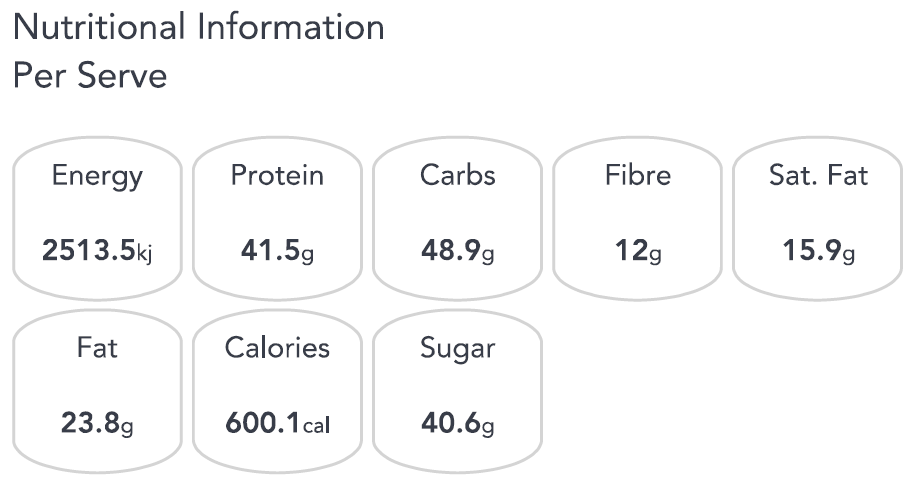 Nutritional Information
Per Serve
Energy Protein Carbs Fibre Sat. Fat
2513.5kj 41.5g 48.9g 12g 15.9g
Fat Calories Sugar
23.8g 600.1cal 40.6g